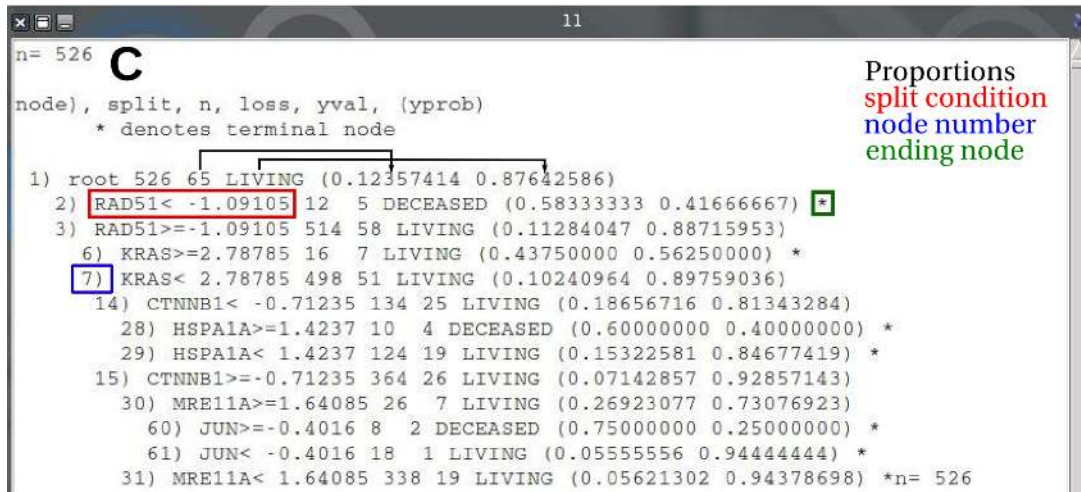 11
n= 526
C
Proportions
split condition
node number
ending node
node), split, n, loss, yval, (yprob)
* denotes terminal node
1) root 526 65 LIVING (0.12357414 0.87642586)
2) RAD51< -1.09105 12 5 DECEASED (0.58333333 0.41666667) *
3) RAD51>=-1.09105 514 58 LIVING (0.11284047 0.88715953)
6) KRAS>=2.78785 16 7 LIVING (0.43750000 0.56250000) *
7) KRAS< 2.78785 498 51 LIVING (0.10240964 0.89759036)
14) CTNNB1< -0.71235 134 25 LIVING (0.18656716 0.81343284)
28) HSPA1A>=1.4237 10 4 DECEASED (0.60000000 0.40000000) *
29) HSPA1A< 1.4237 124 19 LIVING (0.15322581 0.84677419) *
15) CTNNB1>=-0.71235 364 26 LIVING (0.07142857 0.92857143)
30) MRE11A>=1.64085 26 7 LIVING (0.26923077 0.73076923)
60) JUN>=-0.4016 8 2 DECEASED (0.75000000 0.25000000) *
61) JUN< -0.4016 18 1 LIVING (0.05555556 0.94444444) *
31) MRE11A< 1.64085 338 19 LIVING (0.05621302 0.94378698) *n= 526